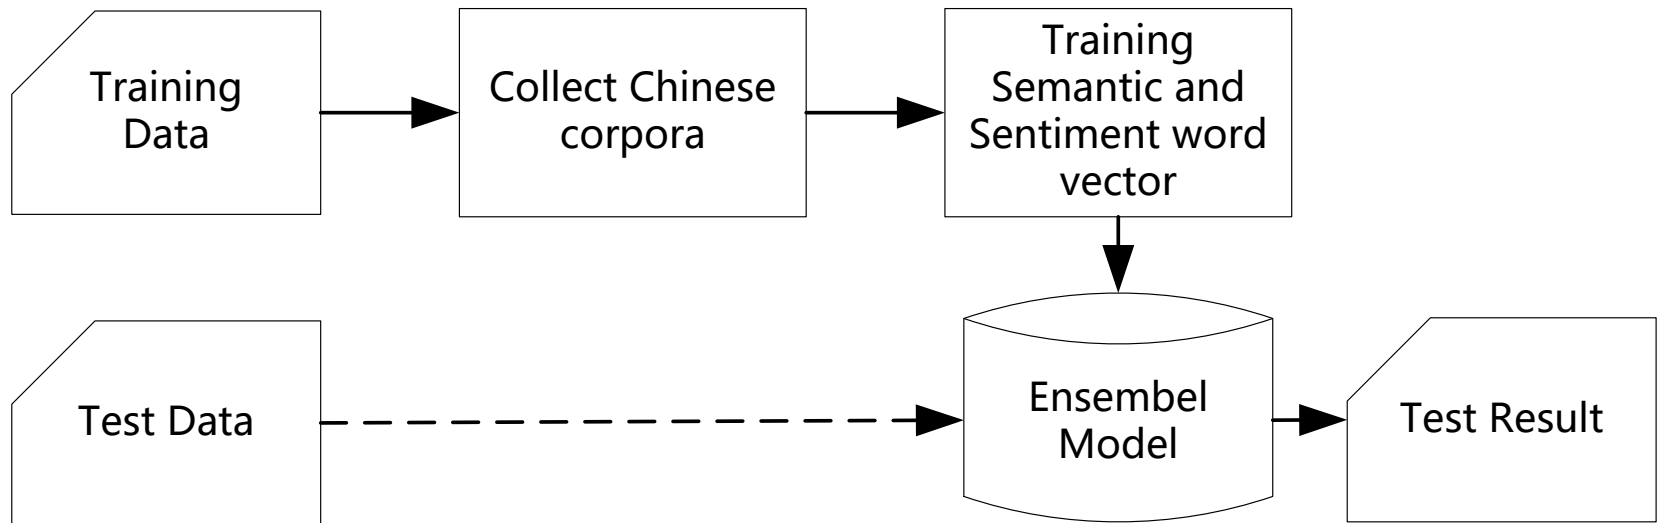 Training
Data
Collect Chinese
corpora
Training
Semantic and
Sentiment word
vector
Test Data
Ensembel
Model
Test Result